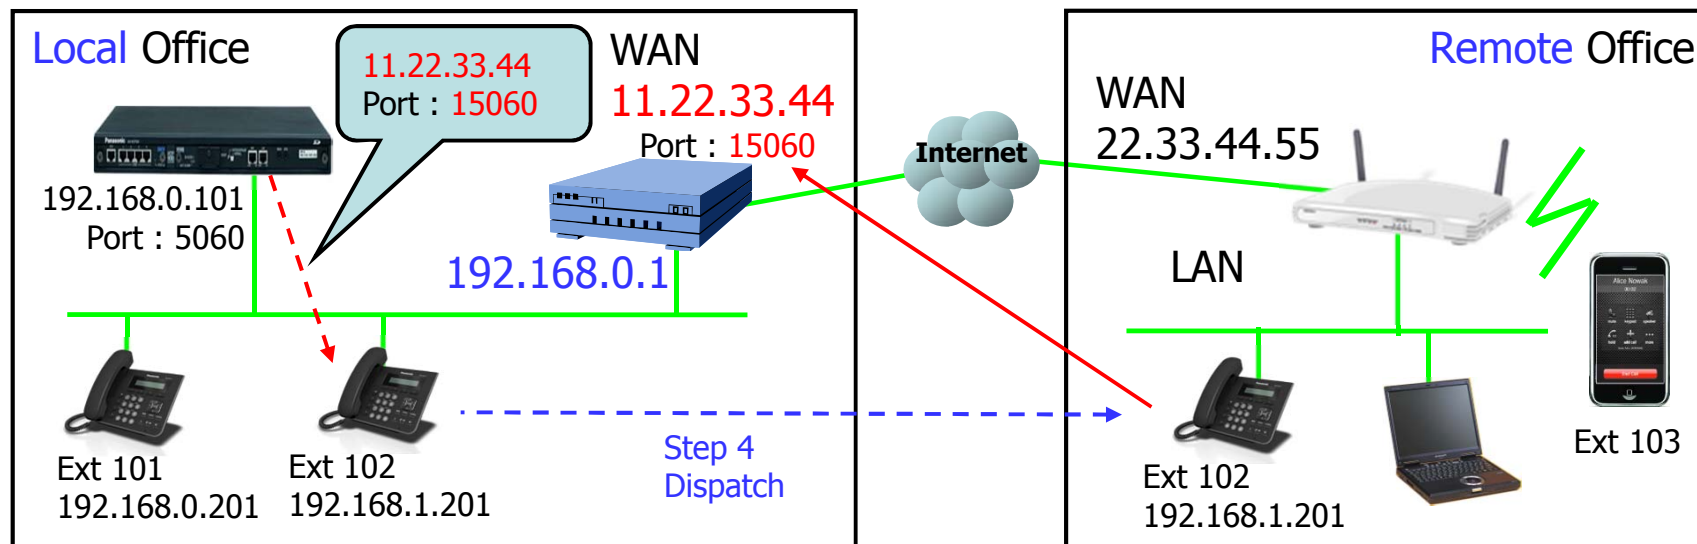 Local Office
11.22.33.44
Port : 15060
WAN
11.22.33.44
Port : 15060
Panasonic
192.168.0.101
Port : 5060
192.168.0.1
Ext 101
192.168.0.201
Ext 102
192.168.1.201
Step 4
Dispatch
Internet
Remote Office
WAN
22.33.44.55
LAN
Alice Nowak
Ext 102
192.168.1.201
Ext 103